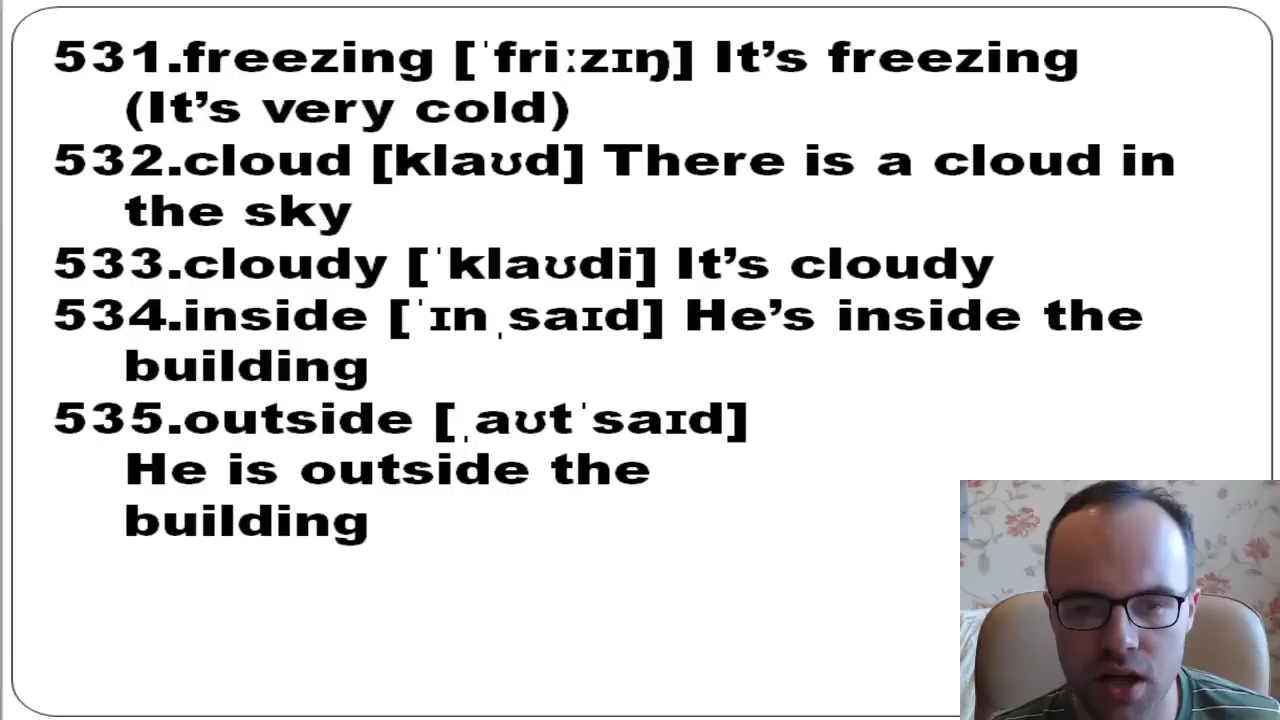 531.freezing [ˈfriːzɪŋ] It’s freezing
(It’s very cold)
532.cloud [klaʊd] There is a cloud in
the sky
533.cloudy [ˈklaʊdi] It’s cloudy
534.inside [ˈɪnˌsaɪd] He’s inside the
building
535.outside [ˌaʊtˈsaɪd]
He is outside the
building